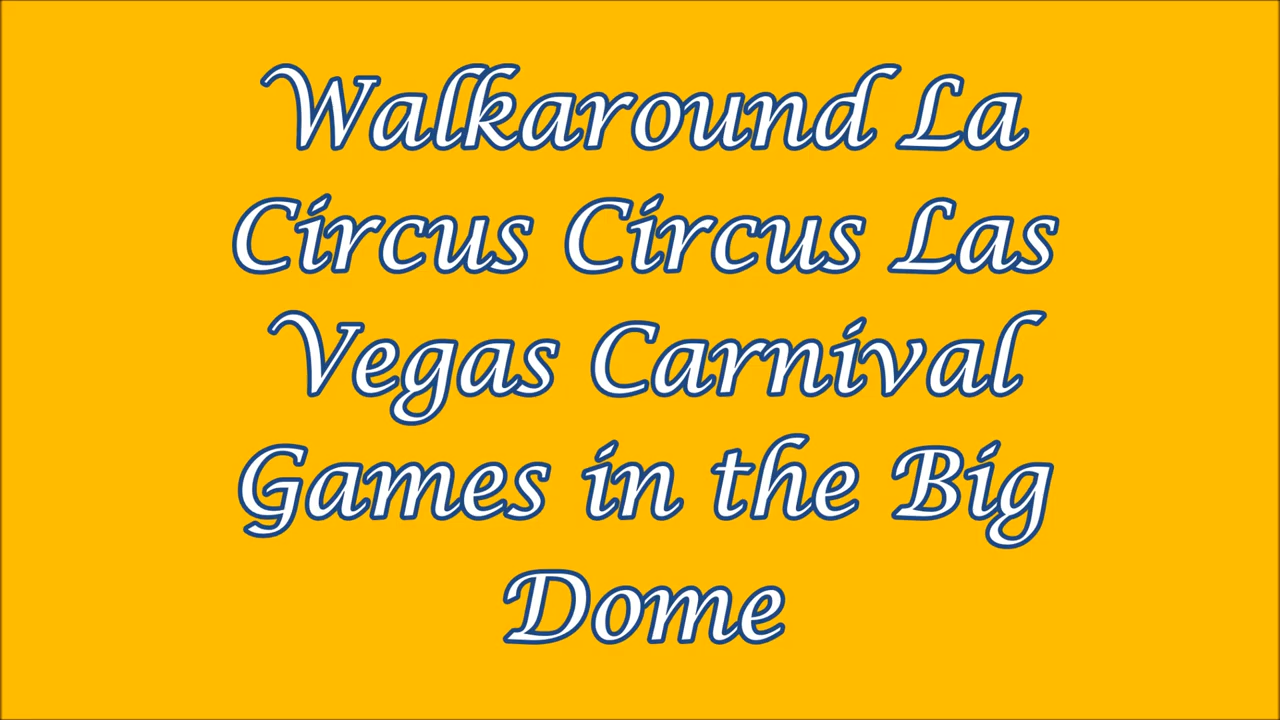 Walkaround La
Circus Circus Las
Vegas Carnival
Games in the Big
Dome